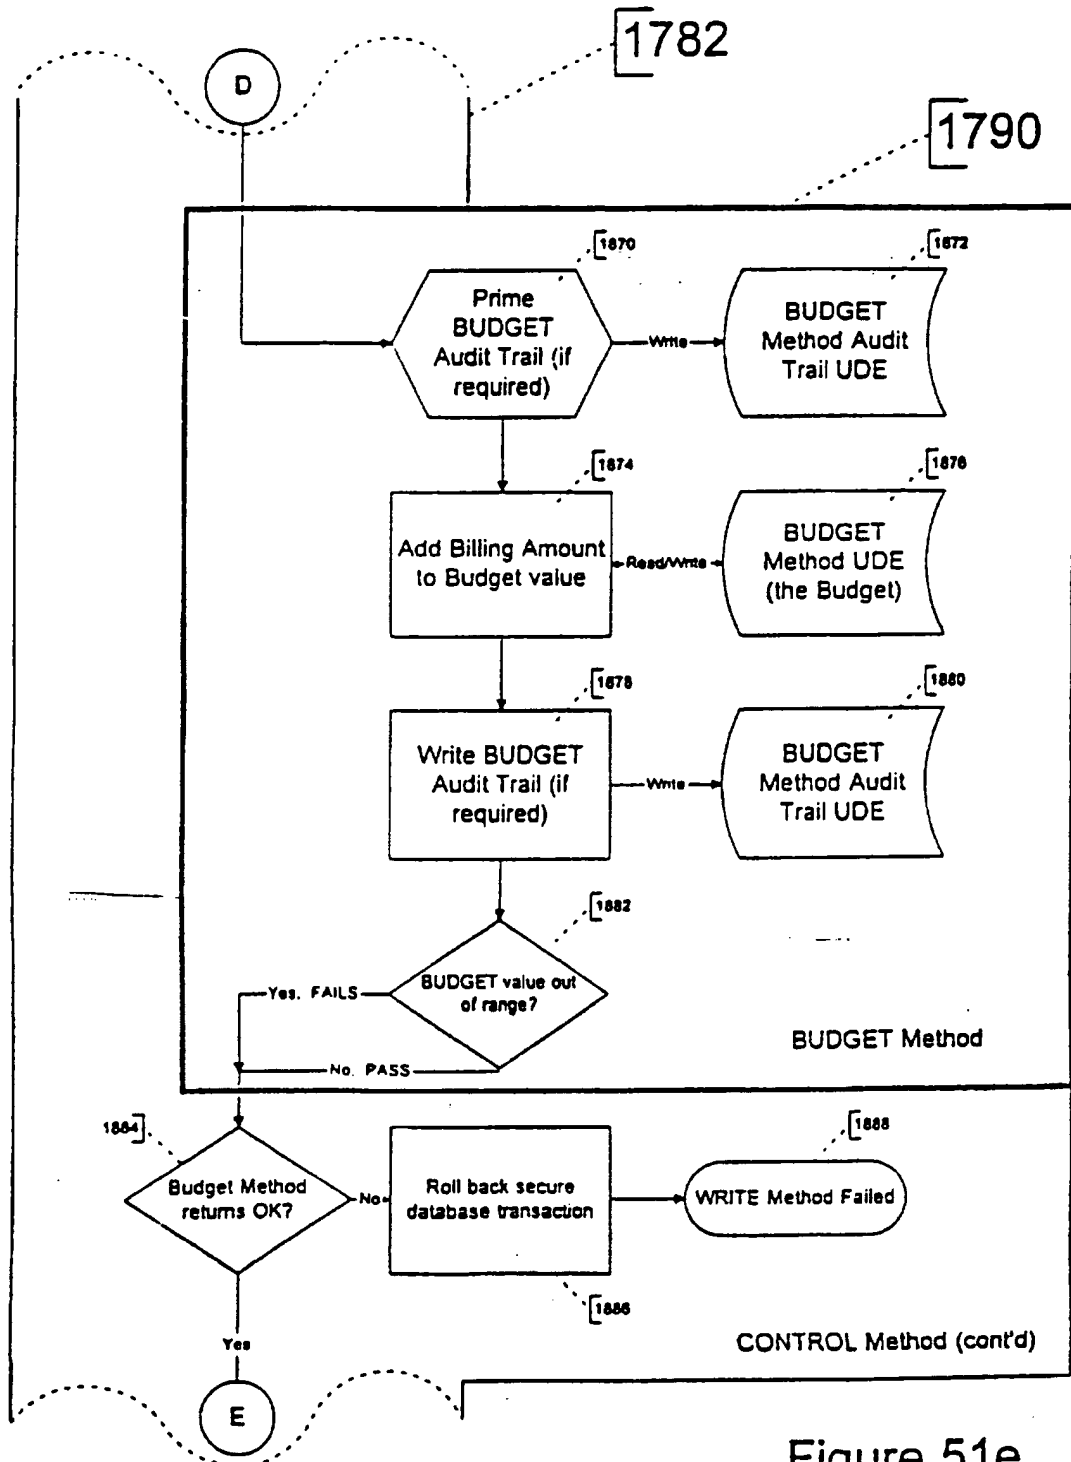 1782
D
1790
1870
1872
Prime
BUDGET
Audit Trail (if
required)
Write
BUDGET
Method Audit
Trail UDE
1874
1876
Add Billing Amount
to Budget value
Read/Write
BUDGET
Method UDE
(the Budget)
1878
1880
Write BUDGET
Audit Trail (if
required)
Write
BUDGET
Method Audit
Trail UDE
1882
BUDGET value out
of range?
Yes, FAILS
No, PASS
BUDGET Method
1884
1888
Budget Method
returns OK?
No
Roll back secure
database transaction
WRITE Method Failed
1886
Yes
CONTROL Method (cont'd)
E
Figure 51e